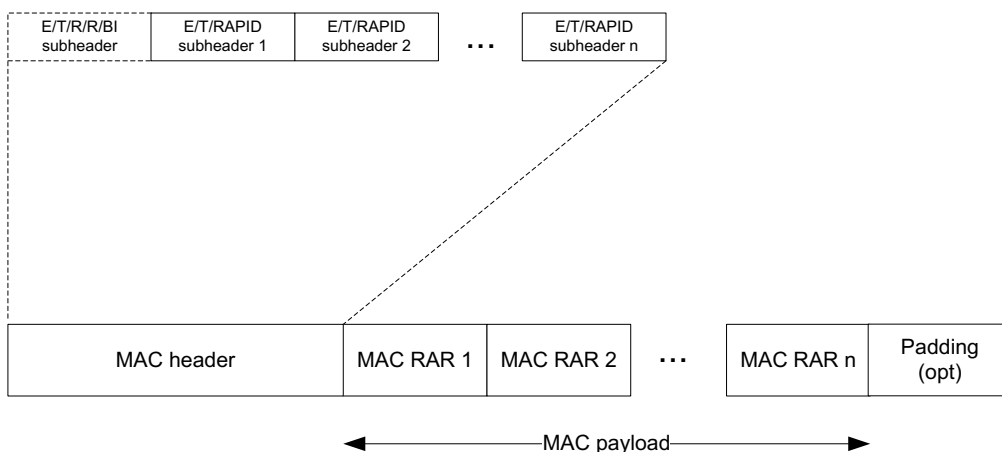 E/T/R/R/BI
subheader
E/T/RAPID
subheader 1
E/T/RAPID
subheader 2
...
E/T/RAPID
subheader n
MAC header
MAC RAR 1
MAC RAR 2
...
MAC RAR n
Padding
(opt)
MAC payload